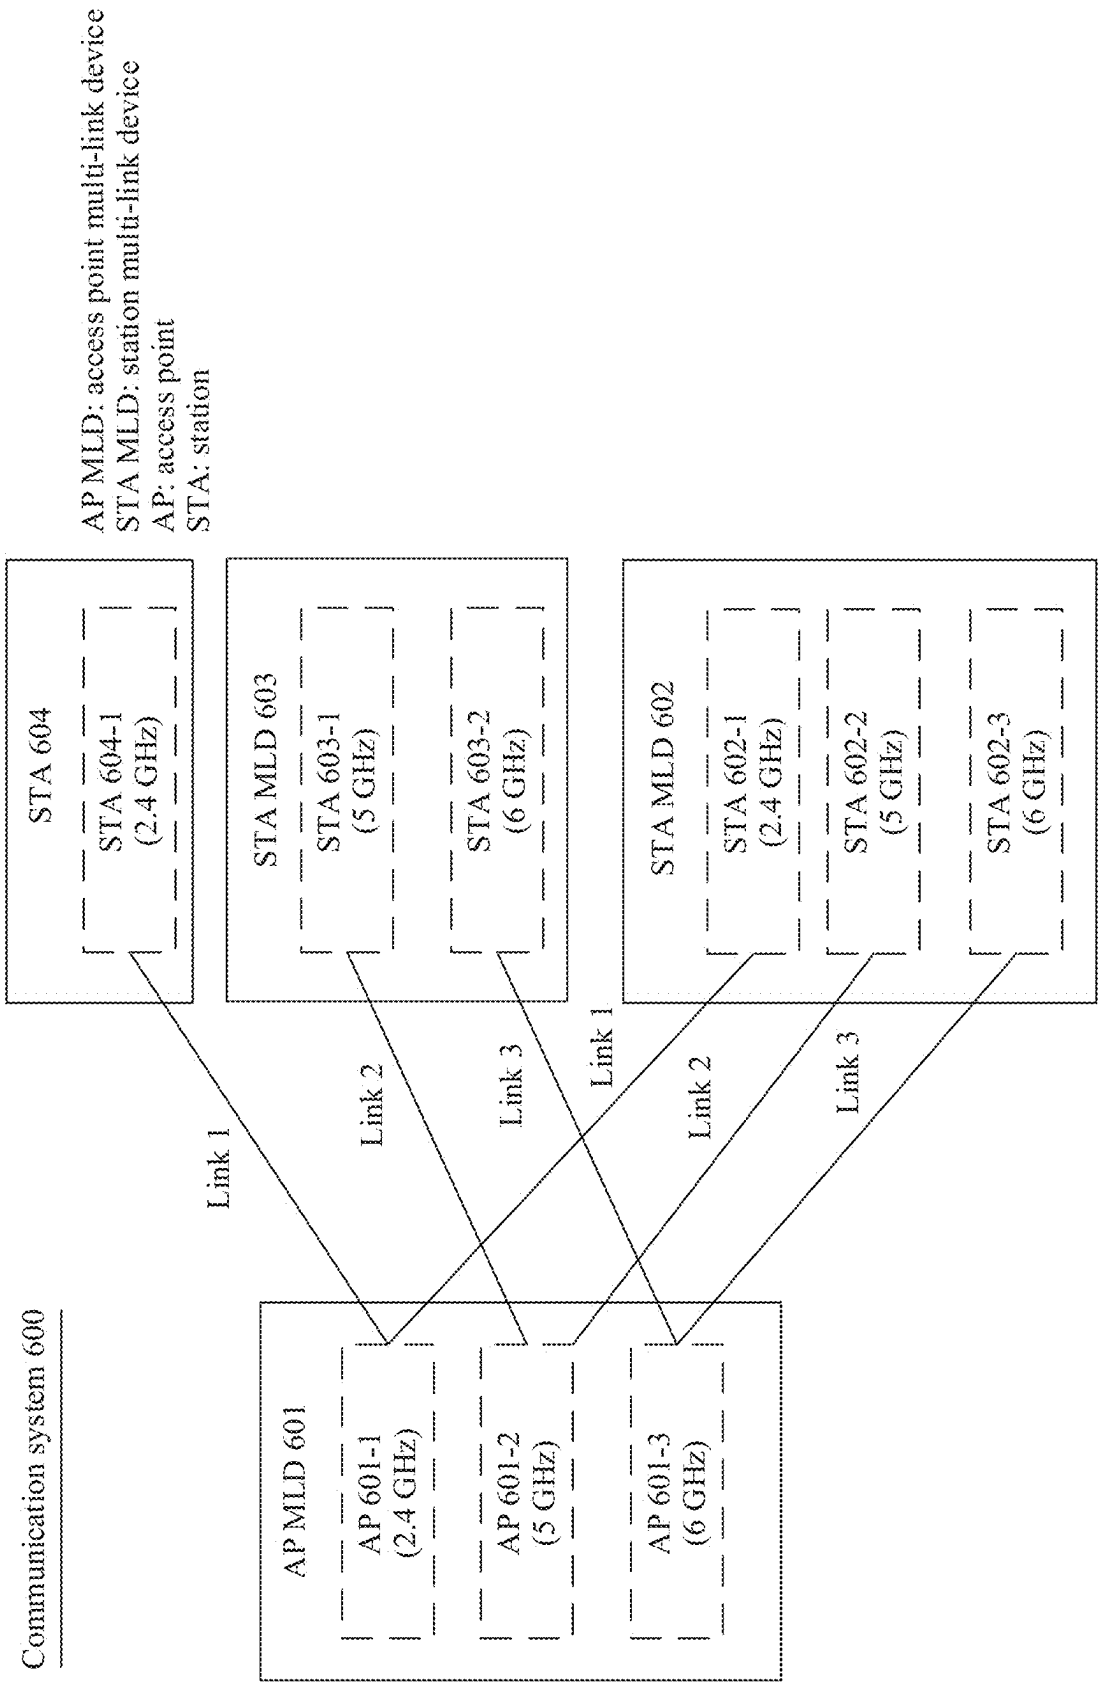 Communication system 600
AP MLD 601
AP 601-1
(2.4 GHz)
AP 601-2
(5 GHz)
AP 601-3
(6 GHz)
Link 1
Link 2
Link 3
Link 1
Link 2
Link 3
STA 604
STA 604-1
(2.4 GHz)
STA MLD 603
STA 603-1
(5 GHz)
STA 603-2
(6 GHz)
STA MLD 602
STA 602-1
(2.4 GHz)
STA 602-2
(5 GHz)
STA 602-3
(6 GHz)
AP MLD: access point multi-link device
STA MLD: station multi-link device
AP: access point
STA: station